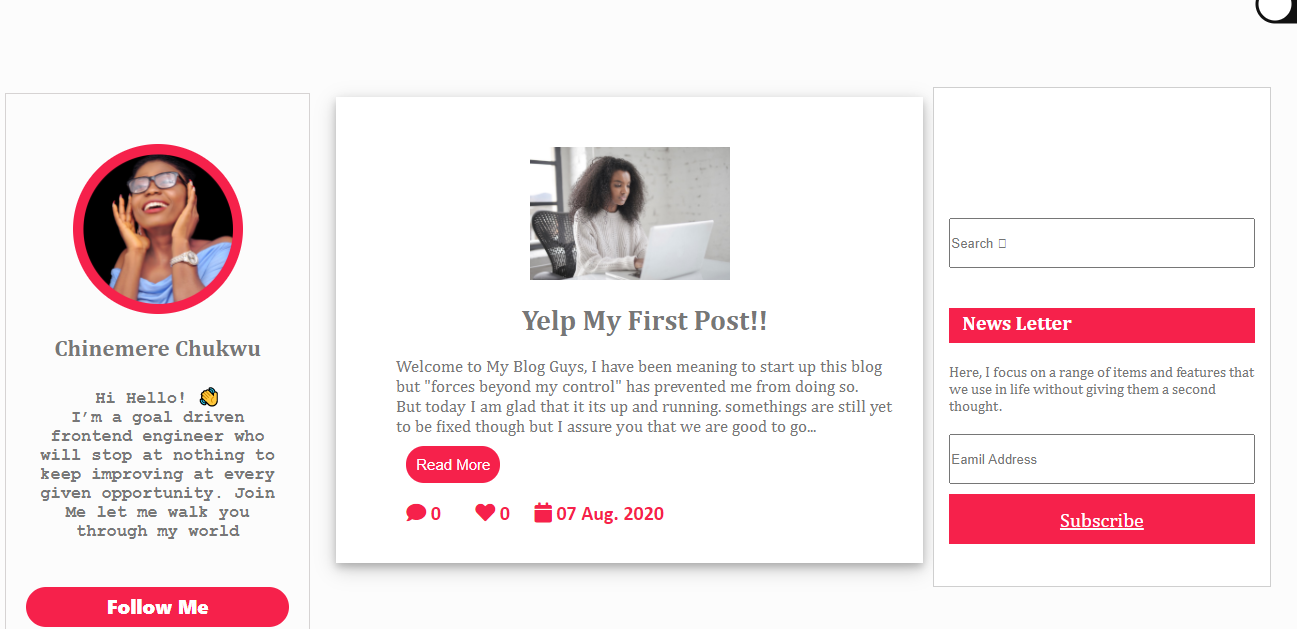 Chinemere Chukwu
Hi Hello! 👋
I’m a goal driven
frontend engineer who
will stop at nothing to
keep improving at every
given opportunity. Join
Me let me walk you
through my world
Follow Me
Yelp My First Post!!
Welcome to My Blog Guys, I have been meaning to start up this blog
but "forces beyond my control" has prevented me from doing so.
But today I am glad that it its up and running. somethings are still yet
to be fixed though but I assure you that we are good to go...
Read More
0 0 07 Aug. 2020
Search
News Letter
Here, I focus on a range of items and features that
we use in life without giving them a second
thought.
Eamil Address
Subscribe